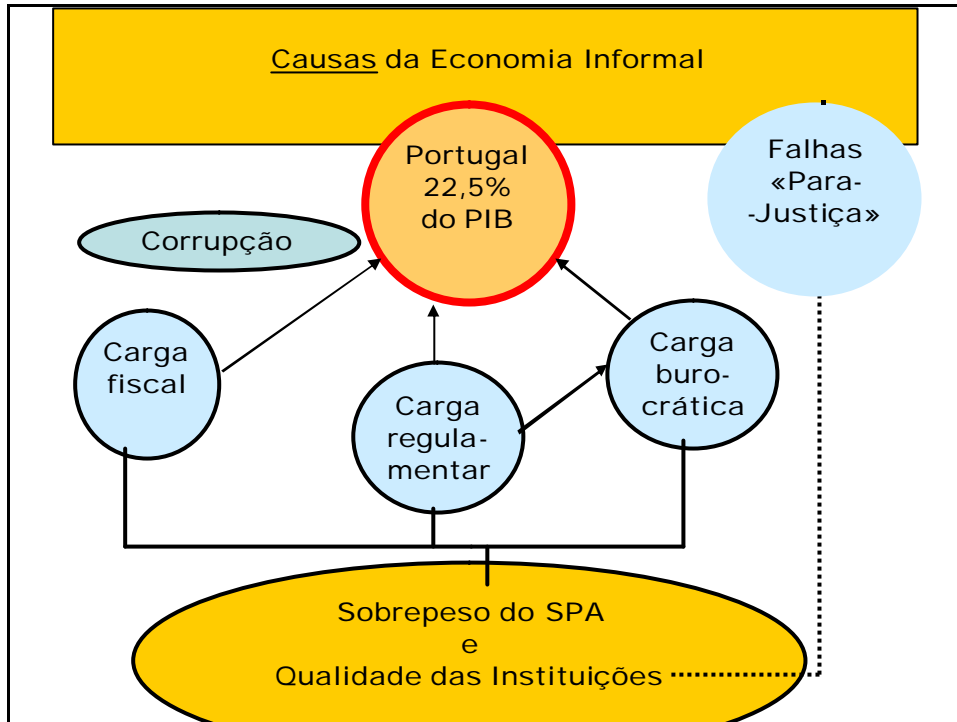 Causas da Economia Informal
Portugal
22,5%
do PIB
Falhas
«Para-
-Justiça»
Corrupção
Carga
fiscal
Carga
regula-
mentar
Carga
buro-
crática
Sobrepeso do SPA
e
Qualidade das Instituições